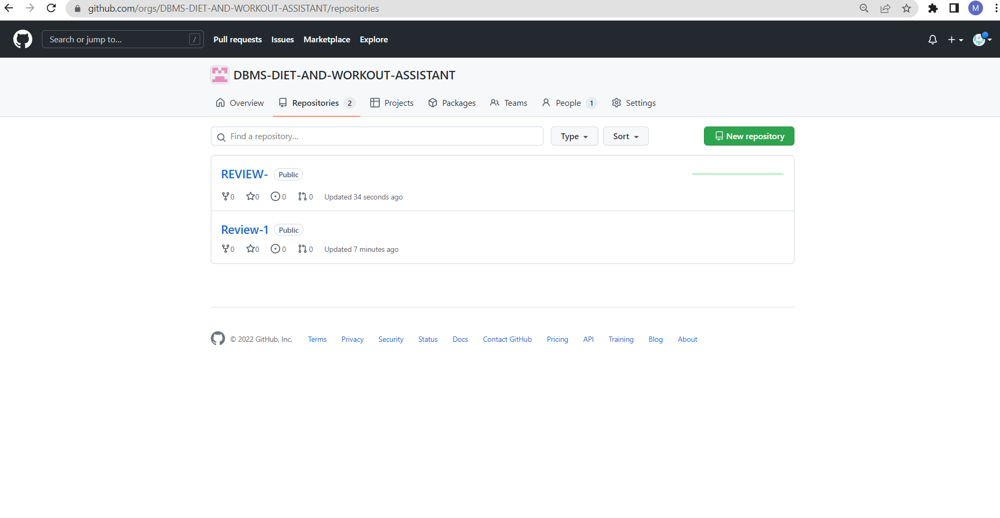 github.com/orgs/DBMS-DIET-AND-WORKOUT-ASSISTANT/repositories
M
Search or jump to... / Pull requests Issues Marketplace Explore
DBMS-DIET-AND-WORKOUT-ASSISTANT
Overview Repositories 2 Projects Packages Teams People 1 Settings
Find a repository... Type Sort New repository
REVIEW- Public
0 0 0 0 Updated 34 seconds ago
Review-1 Public
0 0 0 0 Updated 7 minutes ago
© 2022 GitHub, Inc. Terms Privacy Security Status Docs Contact GitHub Pricing API Training Blog About